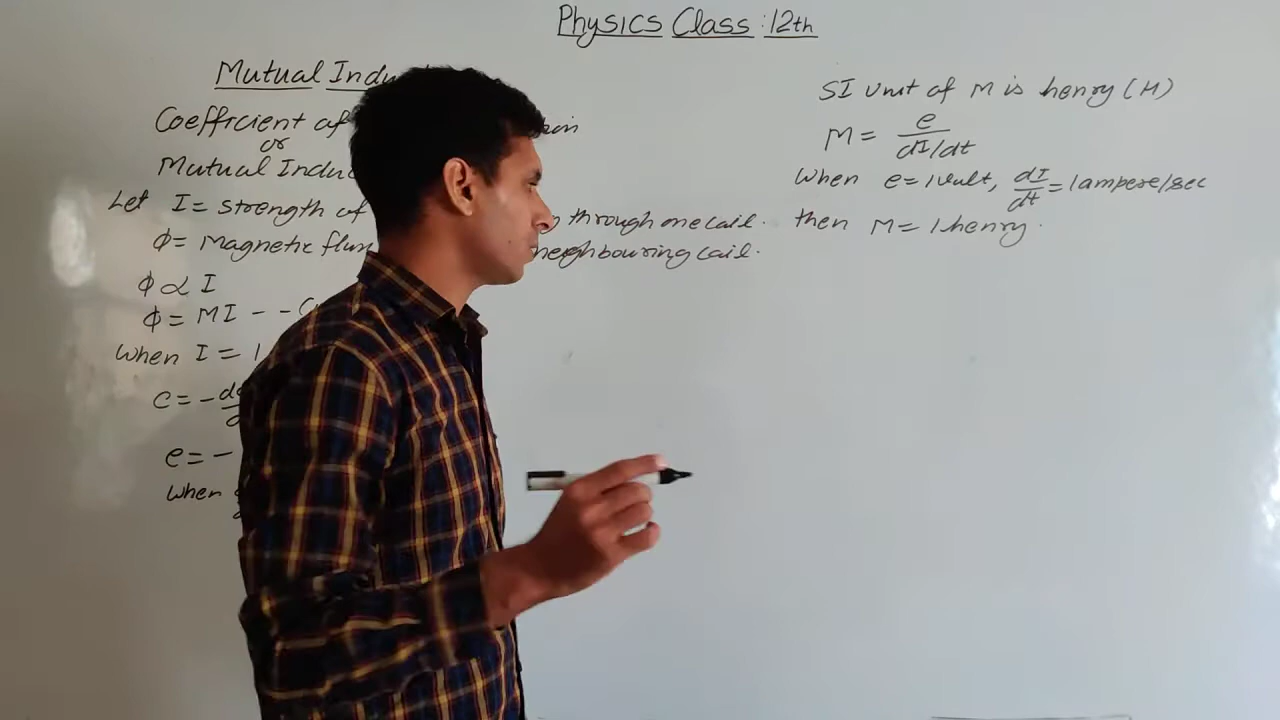 Physics Class : 12th
Mutual Indu
Coefficient of
or
Mutual Induc
Let I = strength of through one coil.
Φ = Magnetic flux neighbouring coil.
Φ ∝ I
Φ = MI - - (
When I = 1
e = - dφ/
e = -
When
SI unit of M is henry (H)
M = e / dI/dt
When e = 1 volt, dI/dt = 1 ampere/sec
then M = 1 henry.